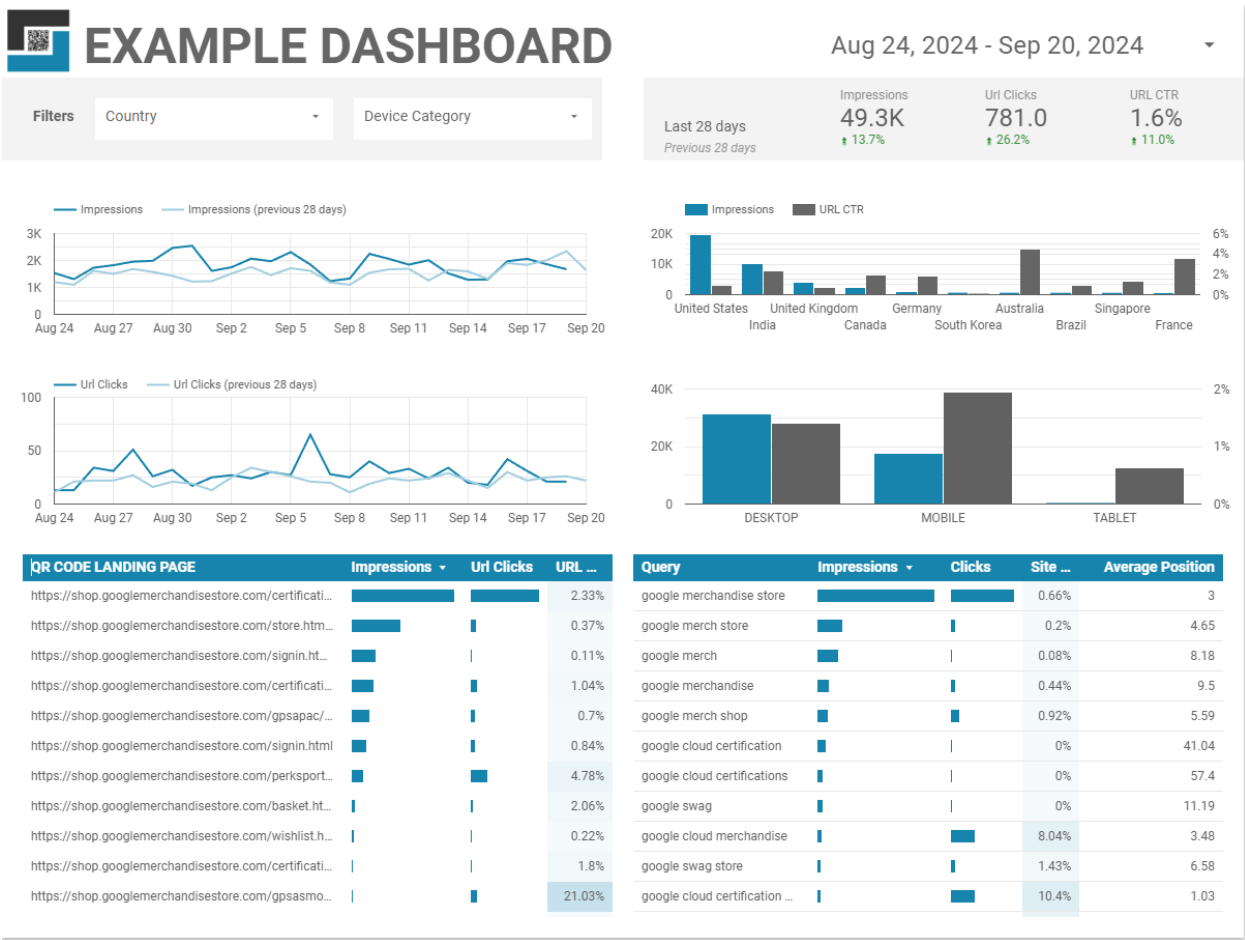 EXAMPLE DASHBOARD
Aug 24, 2024 - Sep 20, 2024
Filters Country Device Category
Impressions Url Clicks URL CTR
Last 28 days 49.3K 781.0 1.6%
Previous 28 days 13.7% 26.2% 11.0%
Impressions Impressions (previous 28 days)
3K
2K
1K
0
Aug 24 Aug 27 Aug 30 Sep 2 Sep 5 Sep 8 Sep 11 Sep 14 Sep 17 Sep 20
Impressions URL CTR
20K 6%
4%
10K 2%
0 0%
United States United Kingdom Germany Australia Singapore
India Canada South Korea Brazil France
Url Clicks Url Clicks (previous 28 days)
100
50
0
Aug 24 Aug 27 Aug 30 Sep 2 Sep 5 Sep 8 Sep 11 Sep 14 Sep 17 Sep 20
40K 2%
20K 1%
0 0%
DESKTOP MOBILE TABLET
QR CODE LANDING PAGE Impressions Url Clicks URL ...
https://shop.googlemerchandisestore.com/certificati... 2.33%
https://shop.googlemerchandisestore.com/store.htm... 0.37%
https://shop.googlemerchandisestore.com/signin.ht... 0.11%
https://shop.googlemerchandisestore.com/certificati... 1.04%
https://shop.googlemerchandisestore.com/gpsapac/... 0.7%
https://shop.googlemerchandisestore.com/signin.html 0.84%
https://shop.googlemerchandisestore.com/perksport... 4.78%
https://shop.googlemerchandisestore.com/basket.ht... 2.06%
https://shop.googlemerchandisestore.com/wishlist.h... 0.22%
https://shop.googlemerchandisestore.com/certificati... 1.8%
https://shop.googlemerchandisestore.com/gpsasmo... 21.03%
Query Impressions Clicks Site ... Average Position
google merchandise store 0.66% 3
google merch store 0.2% 4.65
google merch 0.08% 8.18
google merchandise 0.44% 9.5
google merch shop 0.92% 5.59
google cloud certification 0% 41.04
google cloud certifications 0% 57.4
google swag 0% 11.19
google cloud merchandise 8.04% 3.48
google swag store 1.43% 6.58
google cloud certification ... 10.4% 1.03